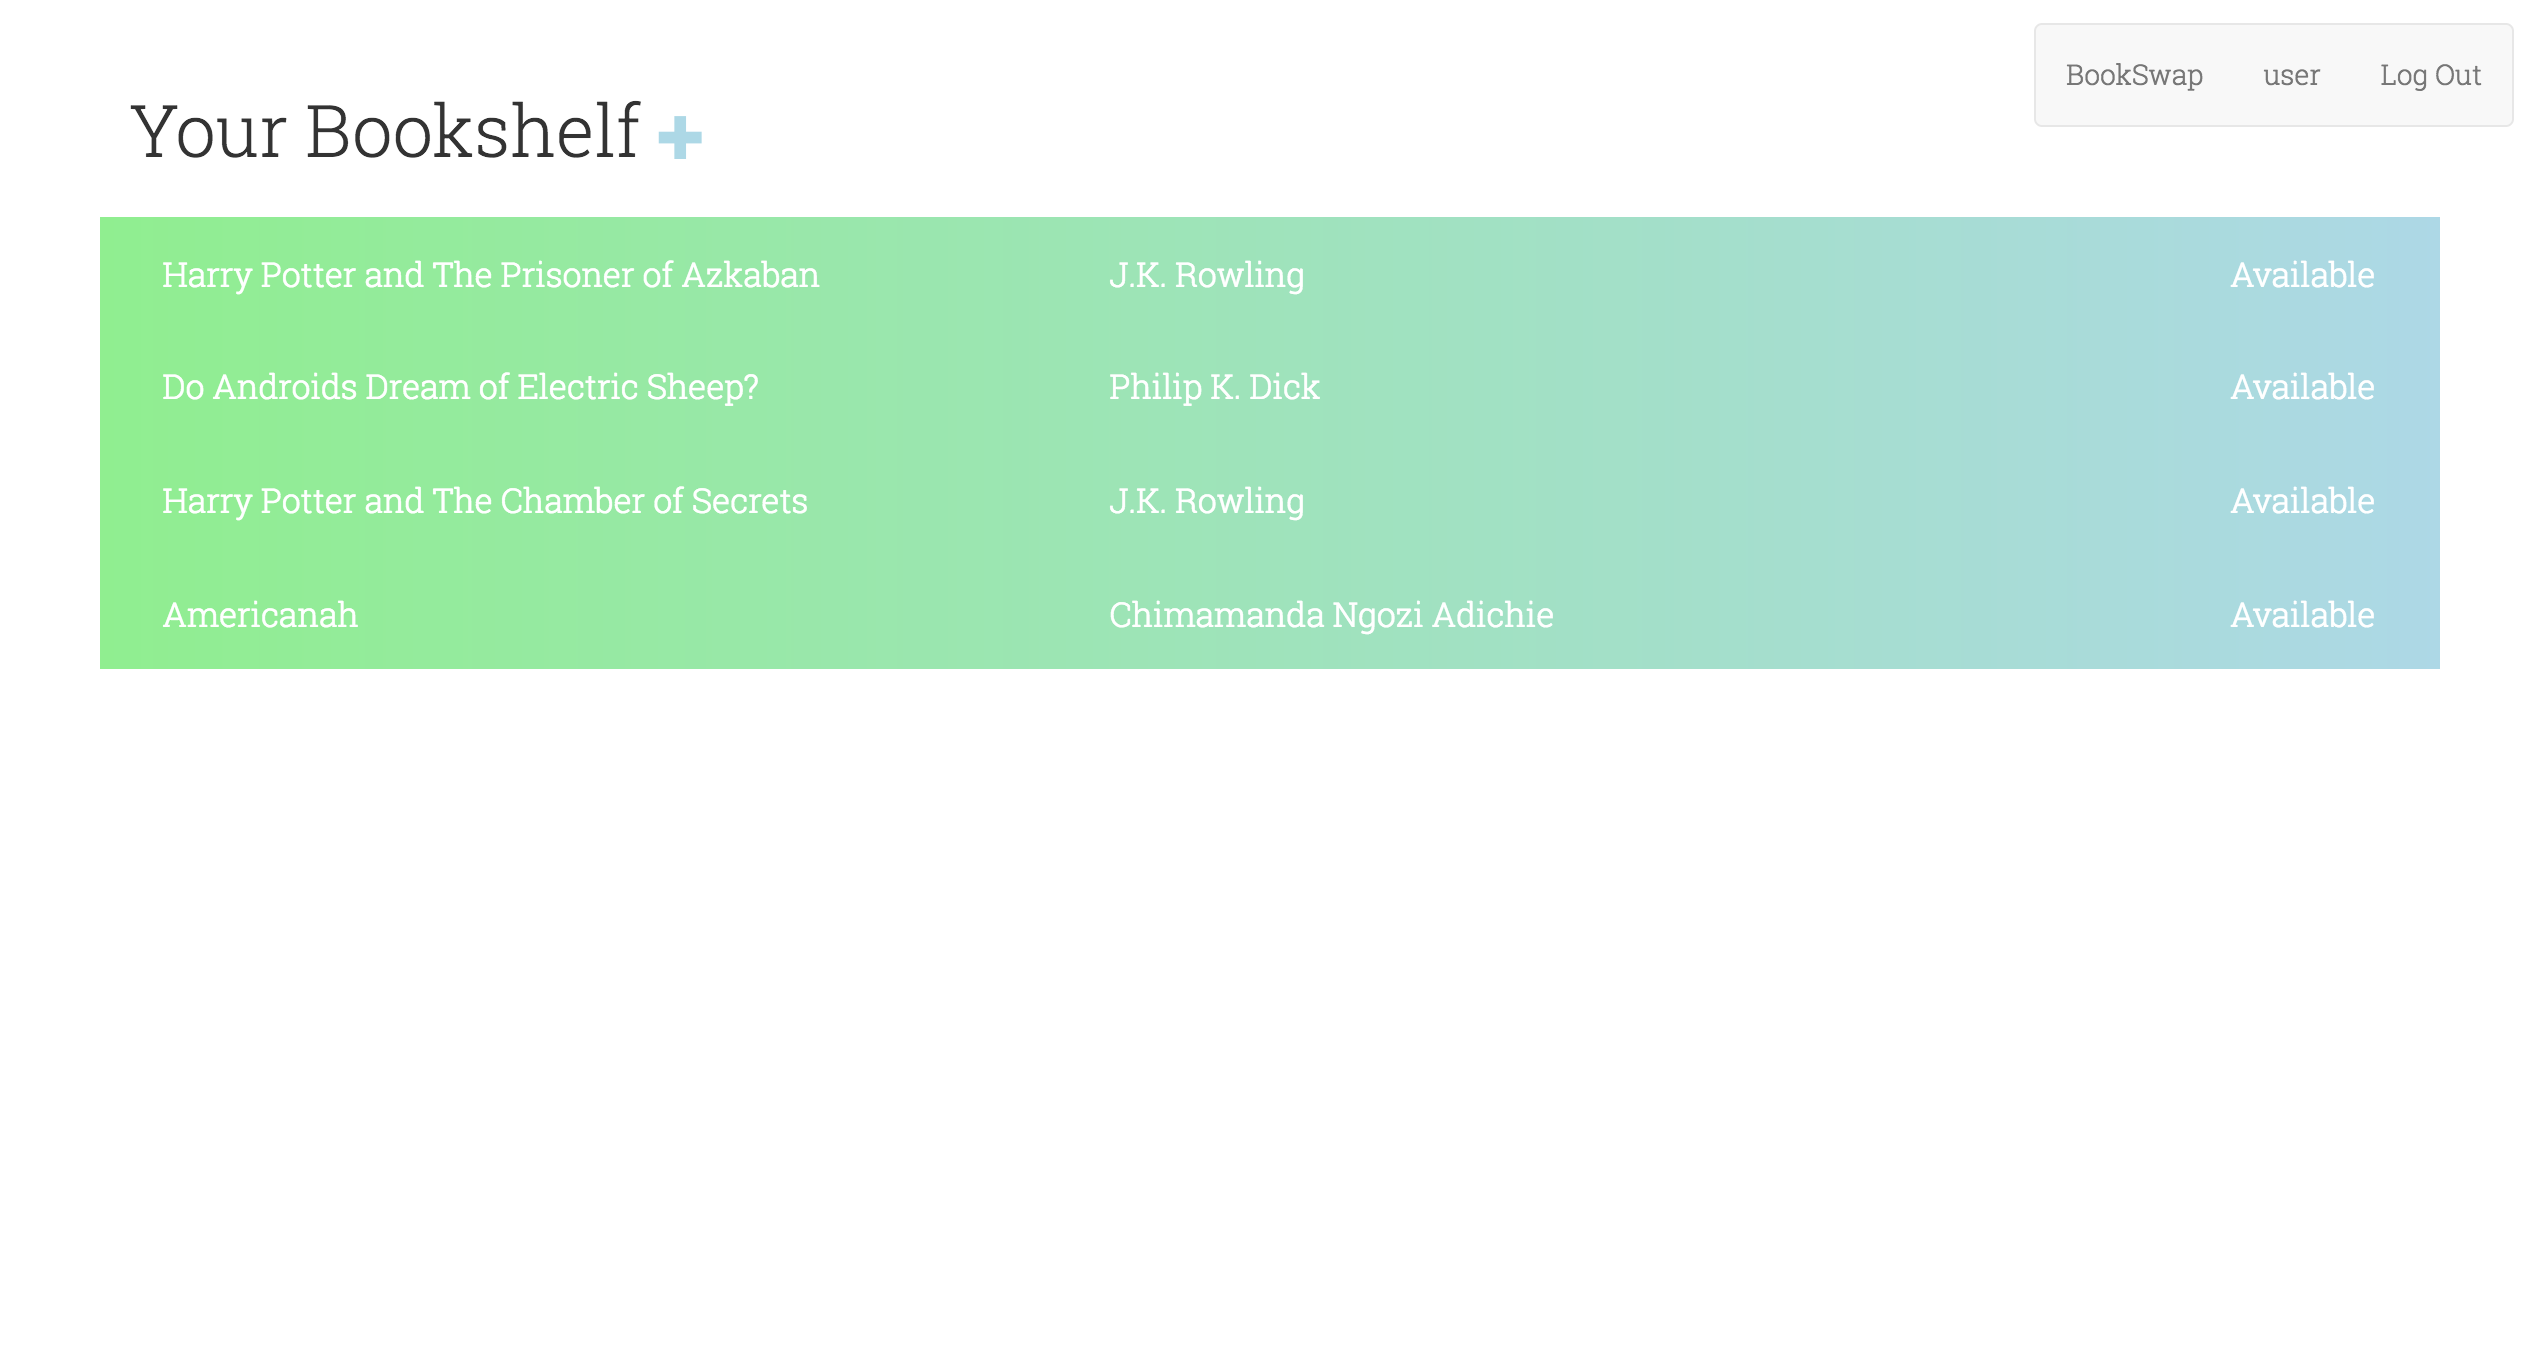 BookSwap user Log Out
Your Bookshelf
Harry Potter and The Prisoner of Azkaban J.K. Rowling Available
Do Androids Dream of Electric Sheep? Philip K. Dick Available
Harry Potter and The Chamber of Secrets J.K. Rowling Available
Americanah Chimamanda Ngozi Adichie Available